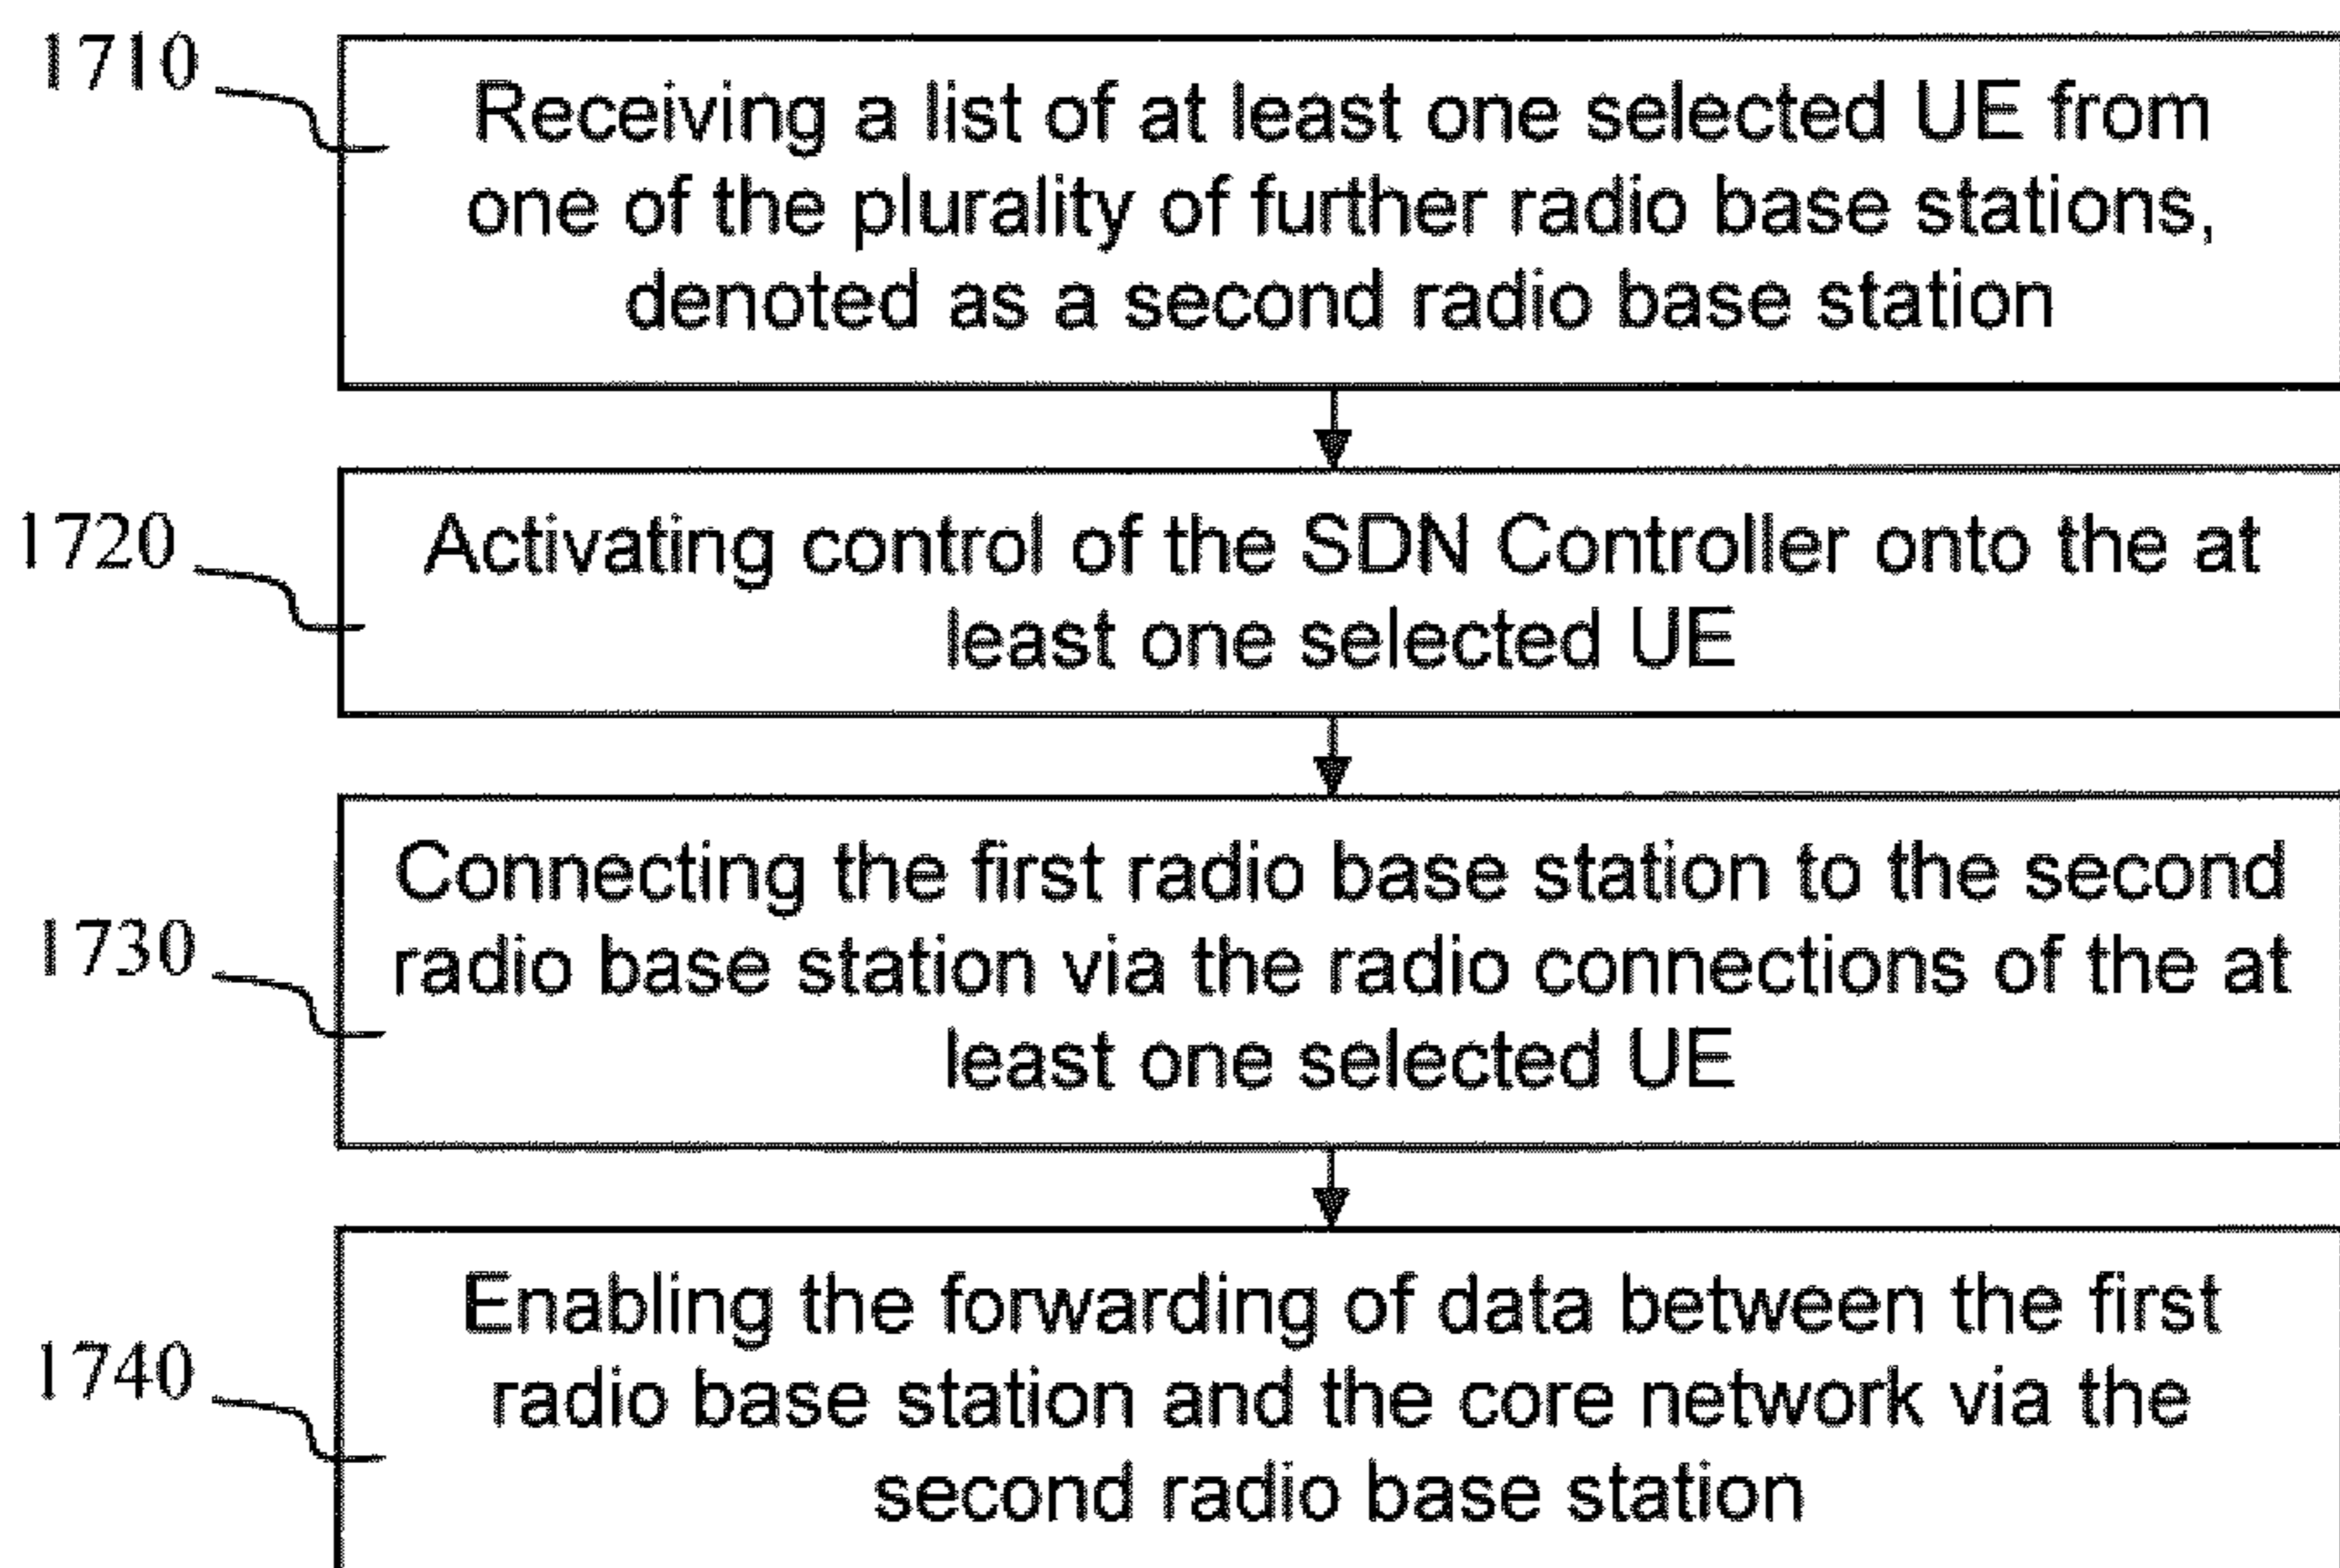 1710
Receiving a list of at least one selected UE from
one of the plurality of further radio base stations,
denoted as a second radio base station
1720
Activating control of the SDN Controller onto the at
least one selected UE
1730
Connecting the first radio base station to the second
radio base station via the radio connections of the at
least one selected UE
1740
Enabling the forwarding of data between the first
radio base station and the core network via the
second radio base station